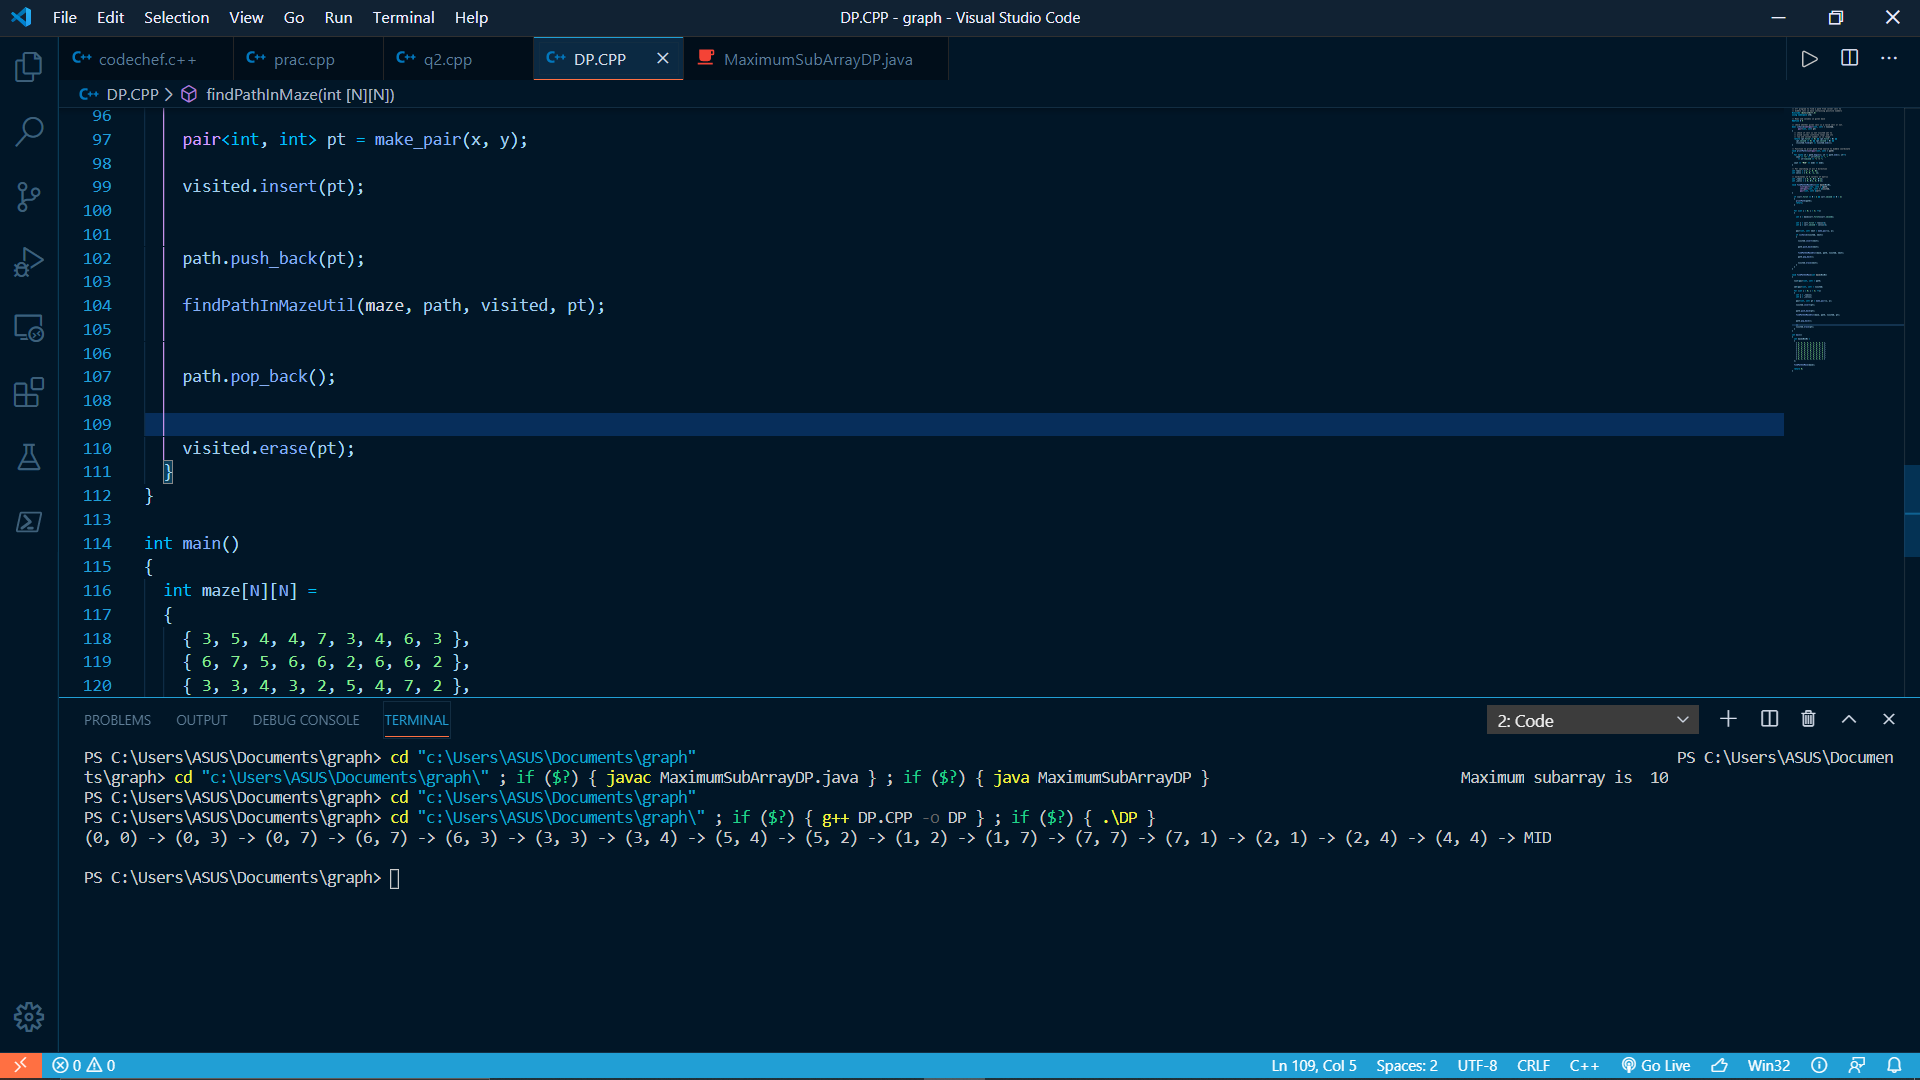 File Edit Selection View Go Run Terminal Help
DP.CPP - graph - Visual Studio Code
codechef.c++ prac.cpp q2.cpp DP.CPP MaximumSubArrayDP.java
DP.CPP > findPathInMaze(int [N][N])
96
97 pair<int, int> pt = make_pair(x, y);
98
99 visited.insert(pt);
100
101
102 path.push_back(pt);
103
104 findPathInMazeUtil(maze, path, visited, pt);
105
106
107 path.pop_back();
108
109
110 visited.erase(pt);
111 }
112 }
113
114 int main()
115 {
116 int maze[N][N] =
117 {
118 { 3, 5, 4, 4, 7, 3, 4, 6, 3 },
119 { 6, 7, 5, 6, 6, 2, 6, 6, 2 },
120 { 3, 3, 4, 3, 2, 5, 4, 7, 2 },
PROBLEMS OUTPUT DEBUG CONSOLE TERMINAL 2: Code
PS C:\Users\ASUS\Documents\graph> cd "c:\Users\ASUS\Documents\graph" PS C:\Users\ASUS\Documen
ts\graph> cd "c:\Users\ASUS\Documents\graph\" ; if ($?) { javac MaximumSubArrayDP.java } ; if ($?) { java MaximumSubArrayDP } Maximum subarray is 10
PS C:\Users\ASUS\Documents\graph> cd "c:\Users\ASUS\Documents\graph"
PS C:\Users\ASUS\Documents\graph> cd "c:\Users\ASUS\Documents\graph\" ; if ($?) { g++ DP.CPP -o DP } ; if ($?) { .\DP }
(0, 0) -> (0, 3) -> (0, 7) -> (6, 7) -> (6, 3) -> (3, 3) -> (3, 4) -> (5, 4) -> (5, 2) -> (1, 2) -> (1, 7) -> (7, 7) -> (7, 1) -> (2, 1) -> (2, 4) -> (4, 4) -> MID
PS C:\Users\ASUS\Documents\graph>
0 0 Ln 109, Col 5 Spaces: 2 UTF-8 CRLF C++ Go Live Win32